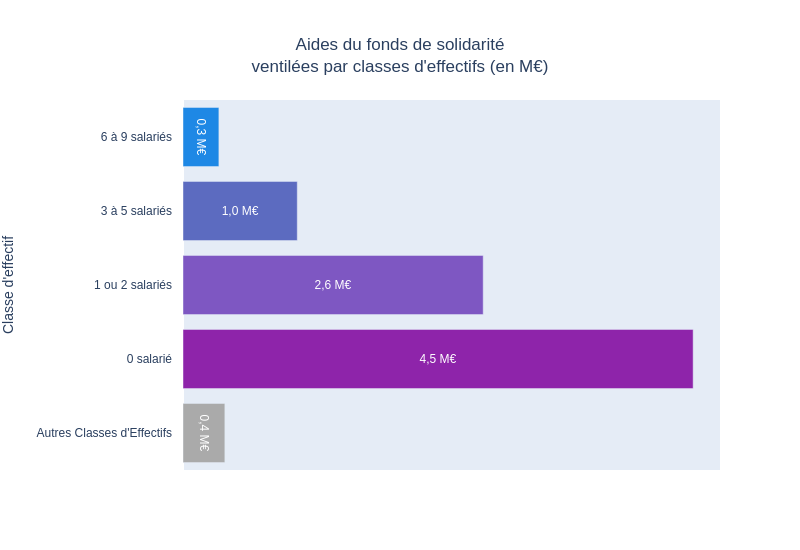 Aides du fonds de solidarité
ventilées par classes d'effectifs (en M€)
Classe d'effectif
6 à 9 salariés
0,3 M€
3 à 5 salariés
1,0 M€
1 ou 2 salariés
2,6 M€
0 salarié
4,5 M€
Autres Classes d'Effectifs
0,4 M€